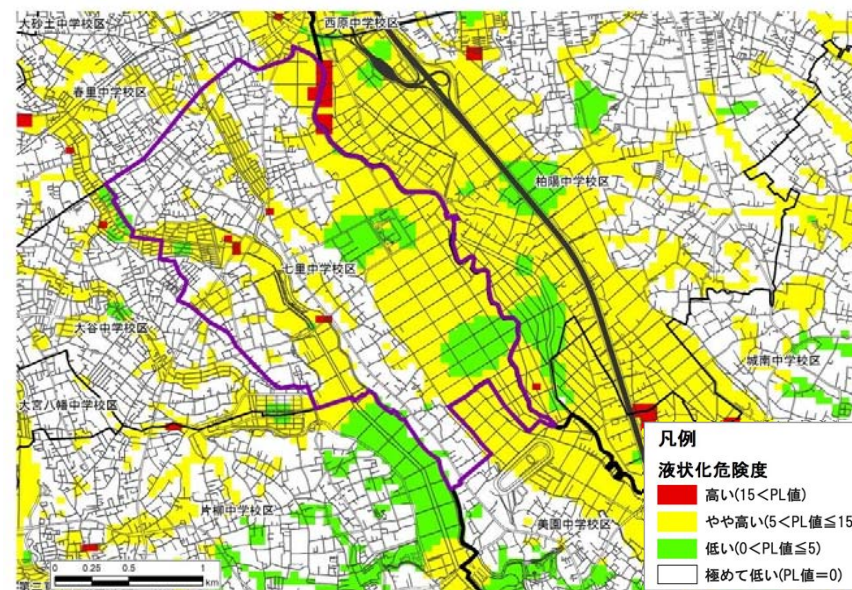 大砂土中学校区
西原中学校区
春里中学校区
柏陽中学校区
七里中学校区
大谷中学校区
城南中学校区
大宮八幡中学校区
片柳中学校区
美園中学校区
凡例
液状化危険度
高い(15<PL値)
やや高い(5<PL値≦15
低い(0<PL値≦5)
極めて低い(PL値=0)
0 0.25 0.5 1
km